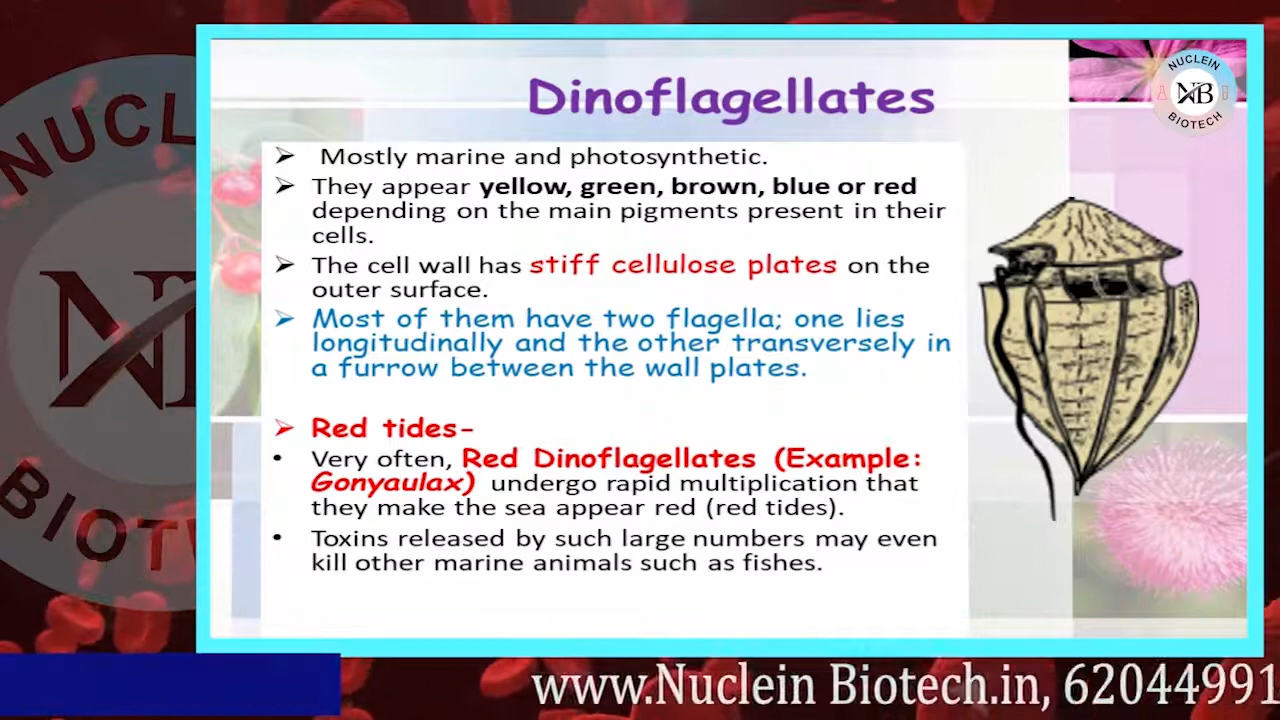 Dinoflagellates
NUCLEIN
NB
BIOTECH
➢ Mostly marine and photosynthetic.
➢ They appear yellow, green, brown, blue or red
depending on the main pigments present in their
cells.
➢ The cell wall has stiff cellulose plates on the
outer surface.
➢ Most of them have two flagella; one lies
longitudinally and the other transversely in
a furrow between the wall plates.
➢ Red tides-
• Very often, Red Dinoflagellates (Example:
Gonyaulax) undergo rapid multiplication that
they make the sea appear red (red tides).
• Toxins released by such large numbers may even
kill other marine animals such as fishes.
NUCL
N
BIOT
www.Nuclein Biotech.in, 62044991